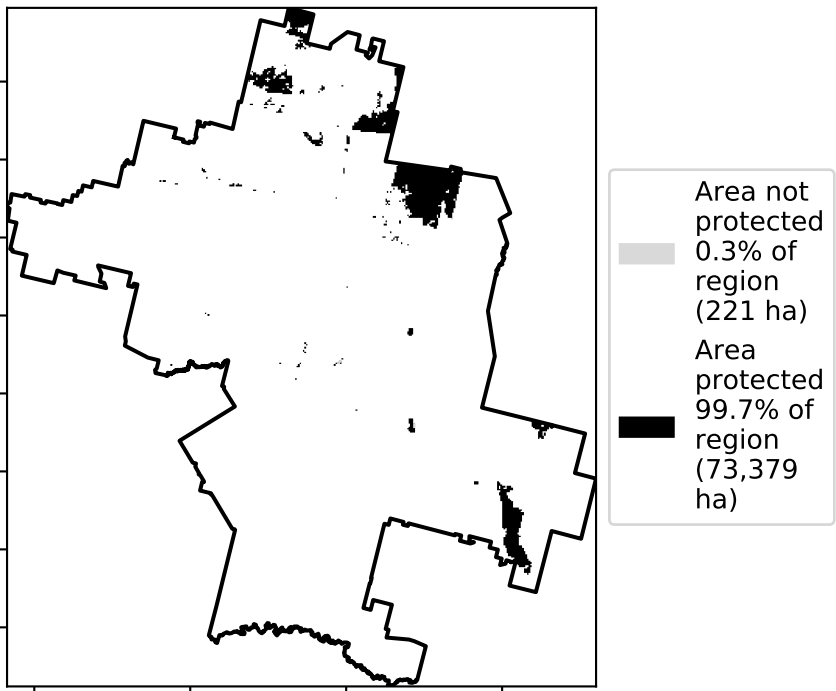 Area not
protected
0.3% of
region
(221 ha)
Area
protected
99.7% of
region
(73,379
ha)